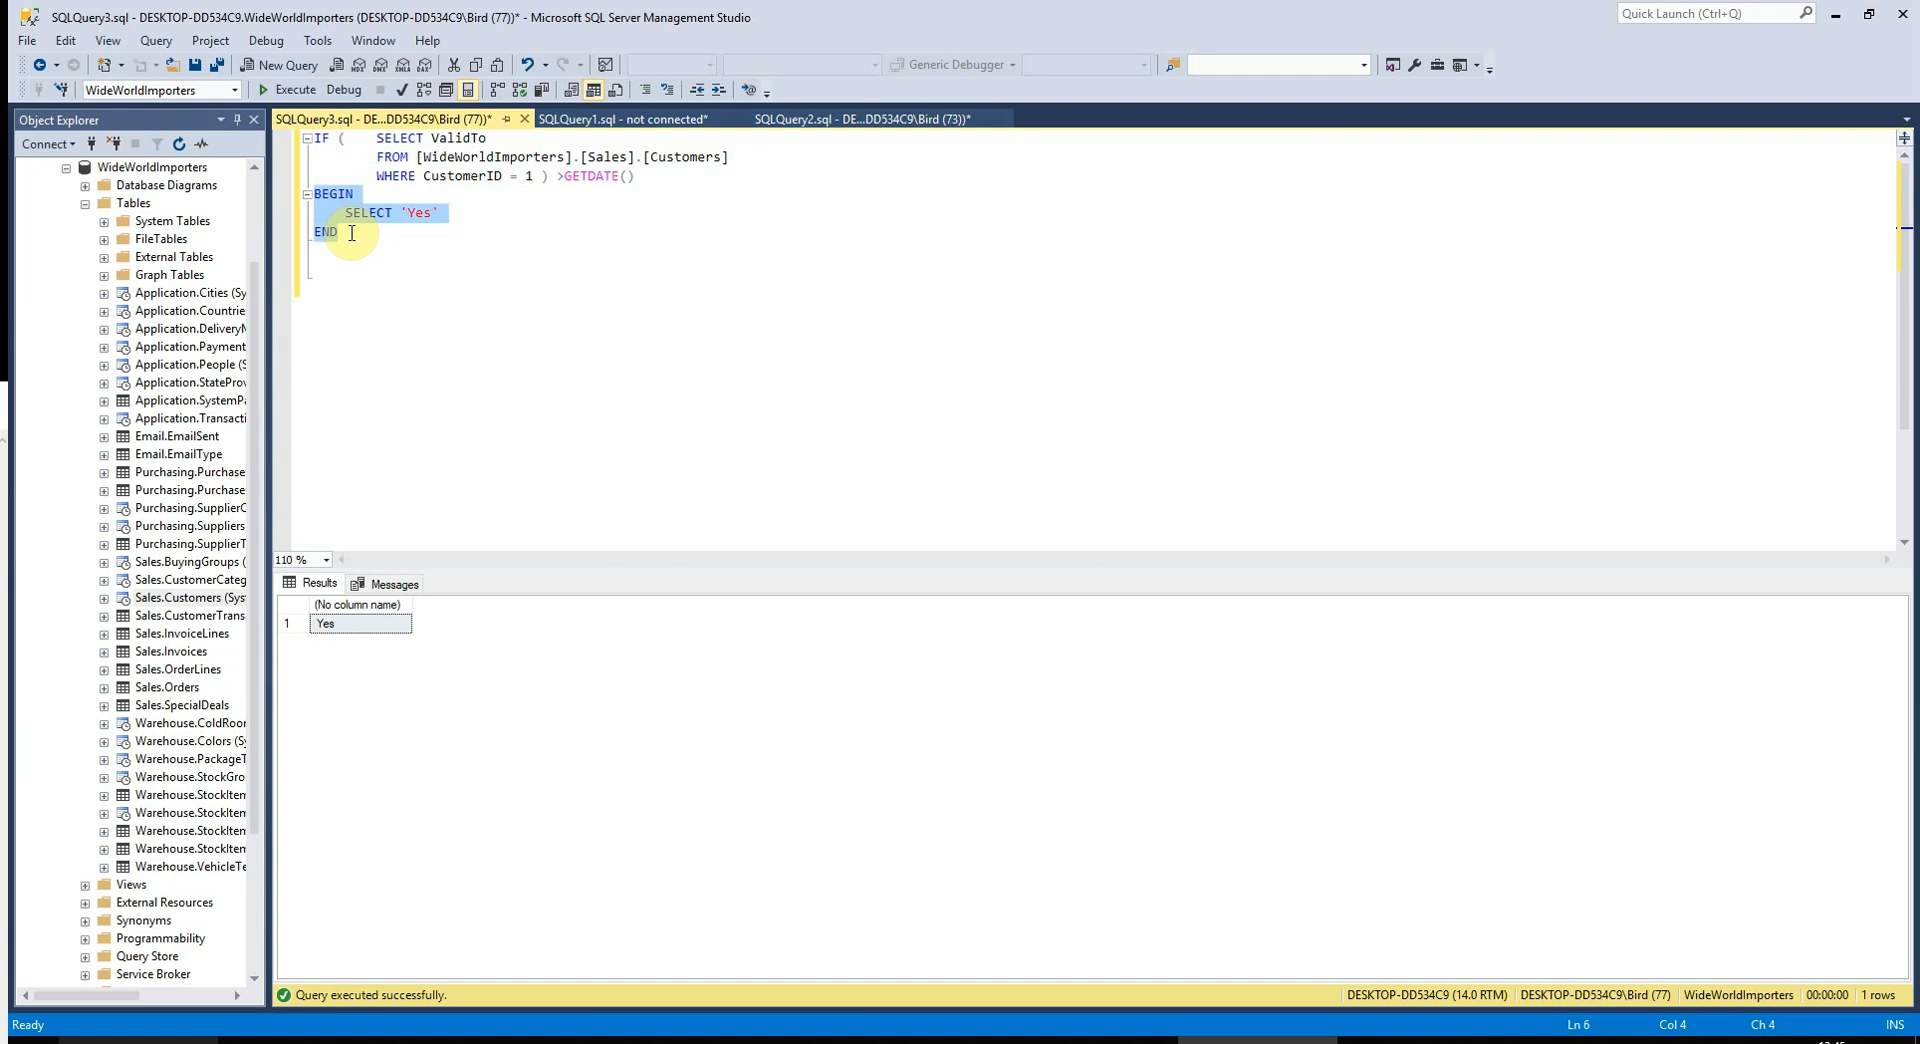 SQLQuery3.sql - DESKTOP-DD534C9.WideWorldImporters (DESKTOP-DD534C9\Bird (77))* - Microsoft SQL Server Management Studio
Quick Launch (Ctrl+Q)
File Edit View Query Project Debug Tools Window Help
New Query
Generic Debugger
WideWorldImporters
Execute Debug
Object Explorer
SQLQuery3.sql - DE...DD534C9\Bird (77))*
SQLQuery1.sql - not connected*
SQLQuery2.sql - DE...DD534C9\Bird (73))*
Connect
WideWorldImporters
Database Diagrams
Tables
System Tables
FileTables
External Tables
Graph Tables
Application.Cities (Sy
Application.Countrie
Application.DeliveryM
Application.Payment
Application.People (S
Application.StateProv
Application.SystemPa
Application.Transacti
Email.EmailSent
Email.EmailType
Purchasing.Purchase
Purchasing.Purchase
Purchasing.SupplierC
Purchasing.Suppliers
Purchasing.SupplierT
Sales.BuyingGroups (
Sales.CustomerCateg
Sales.Customers (Syst
Sales.CustomerTrans
Sales.InvoiceLines
Sales.Invoices
Sales.OrderLines
Sales.Orders
Sales.SpecialDeals
Warehouse.ColdRoor
Warehouse.Colors (Sy
Warehouse.PackageT
Warehouse.StockGro
Warehouse.StockItem
Warehouse.StockItem
Warehouse.StockItem
Warehouse.StockItem
Warehouse.VehicleTe
Views
External Resources
Synonyms
Programmability
Query Store
Service Broker
IF ( SELECT ValidTo
FROM [WideWorldImporters].[Sales].[Customers]
WHERE CustomerID = 1 ) >GETDATE()
BEGIN
SELECT 'Yes'
END
110 %
Results Messages
(No column name)
1 Yes
Query executed successfully.
DESKTOP-DD534C9 (14.0 RTM) DESKTOP-DD534C9\Bird (77) WideWorldImporters 00:00:00 1 rows
Ready
Ln 6 Col 4 Ch 4 INS